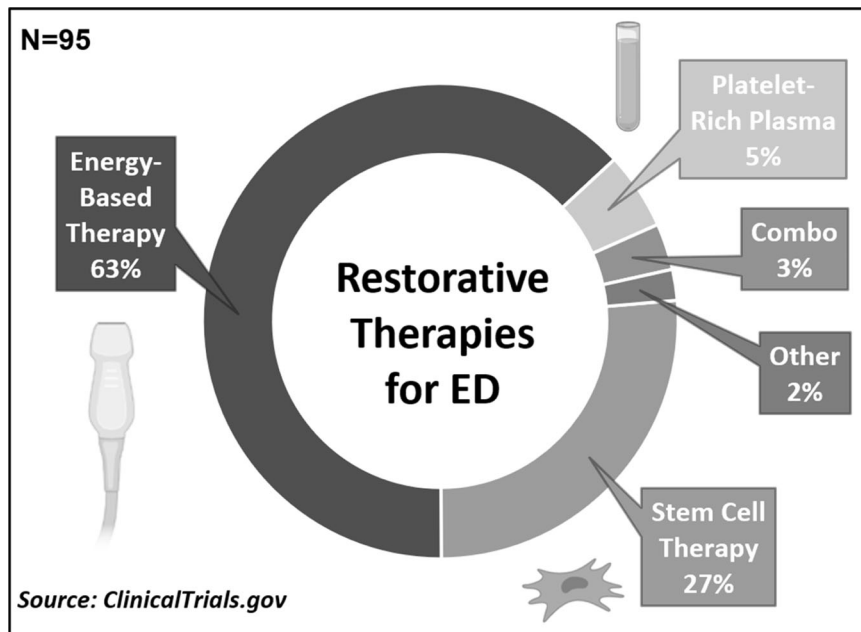 N=95
Platelet-
Rich Plasma
5%
Energy-
Based
Therapy
63%
Combo
3%
Restorative
Therapies
for ED
Other
2%
Stem Cell
Therapy
27%
Source: ClinicalTrials.gov